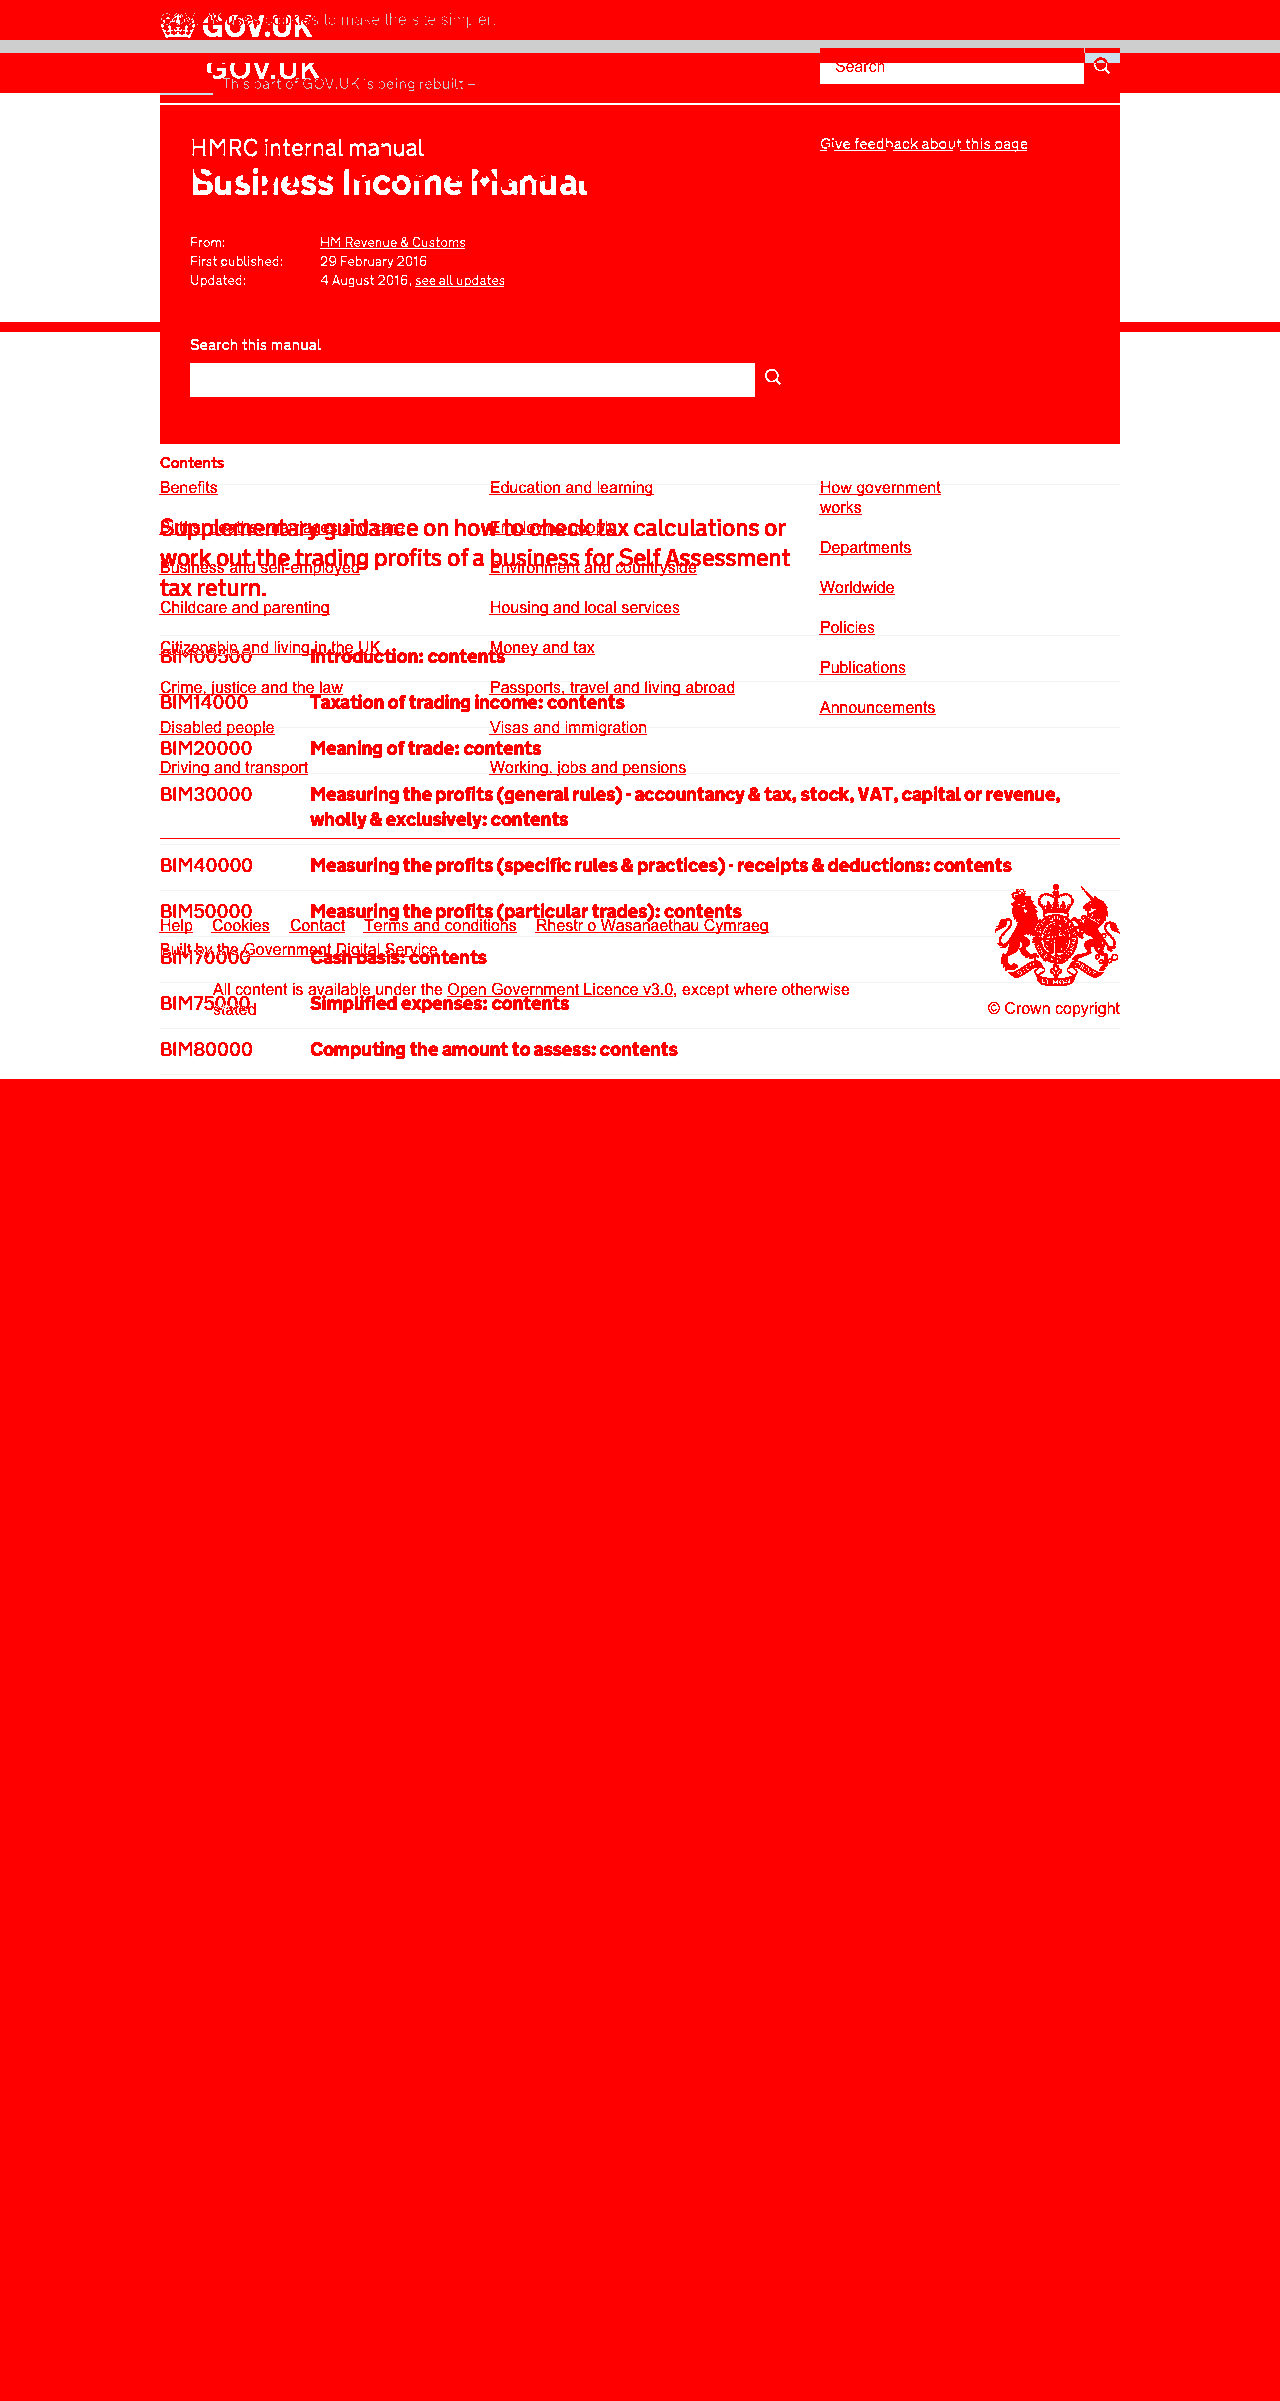 GOV.UK uses cookies to make the site simpler.
GOV.UK
GOV.UK
Search
This part of GOV.UK is being rebuilt –
HMRC internal manual
Give feedback about this page
Business Income Manual
From: HM Revenue & Customs
First published: 29 February 2016
Updated: 4 August 2016, see all updates
Search this manual
Contents
Benefits Education and learning How government
works
Supplementary guidance on how to check tax calculations or
Departments
work out the trading profits of a business for Self Assessment
Business and self-employed Environment and countryside
tax return.
Worldwide
Childcare and parenting Housing and local services
Policies
Citizenship and living in the UK Money and tax
Introduction: contents
Publications
Crime, justice and the law Passports, travel and living abroad
BIM14000 Taxation of trading income: contents
Announcements
Disabled people Visas and immigration
BIM20000 Meaning of trade: contents
Driving and transport Working, jobs and pensions
BIM30000 Measuring the profits (general rules) - accountancy & tax, stock, VAT, capital or revenue,
wholly & exclusively: contents
BIM40000 Measuring the profits (specific rules & practices) - receipts & deductions: contents
BIM50000 Measuring the profits (particular trades): contents
Help Cookies Contact Terms and conditions Rhestr o Wasanaethau Cymraeg
Built by the Government Digital Service
BIM70000 Cash basis: contents
All content is available under the Open Government Licence v3.0, except where otherwise
BIM75000 Simplified expenses: contents
stated
© Crown copyright
BIM80000 Computing the amount to assess: contents